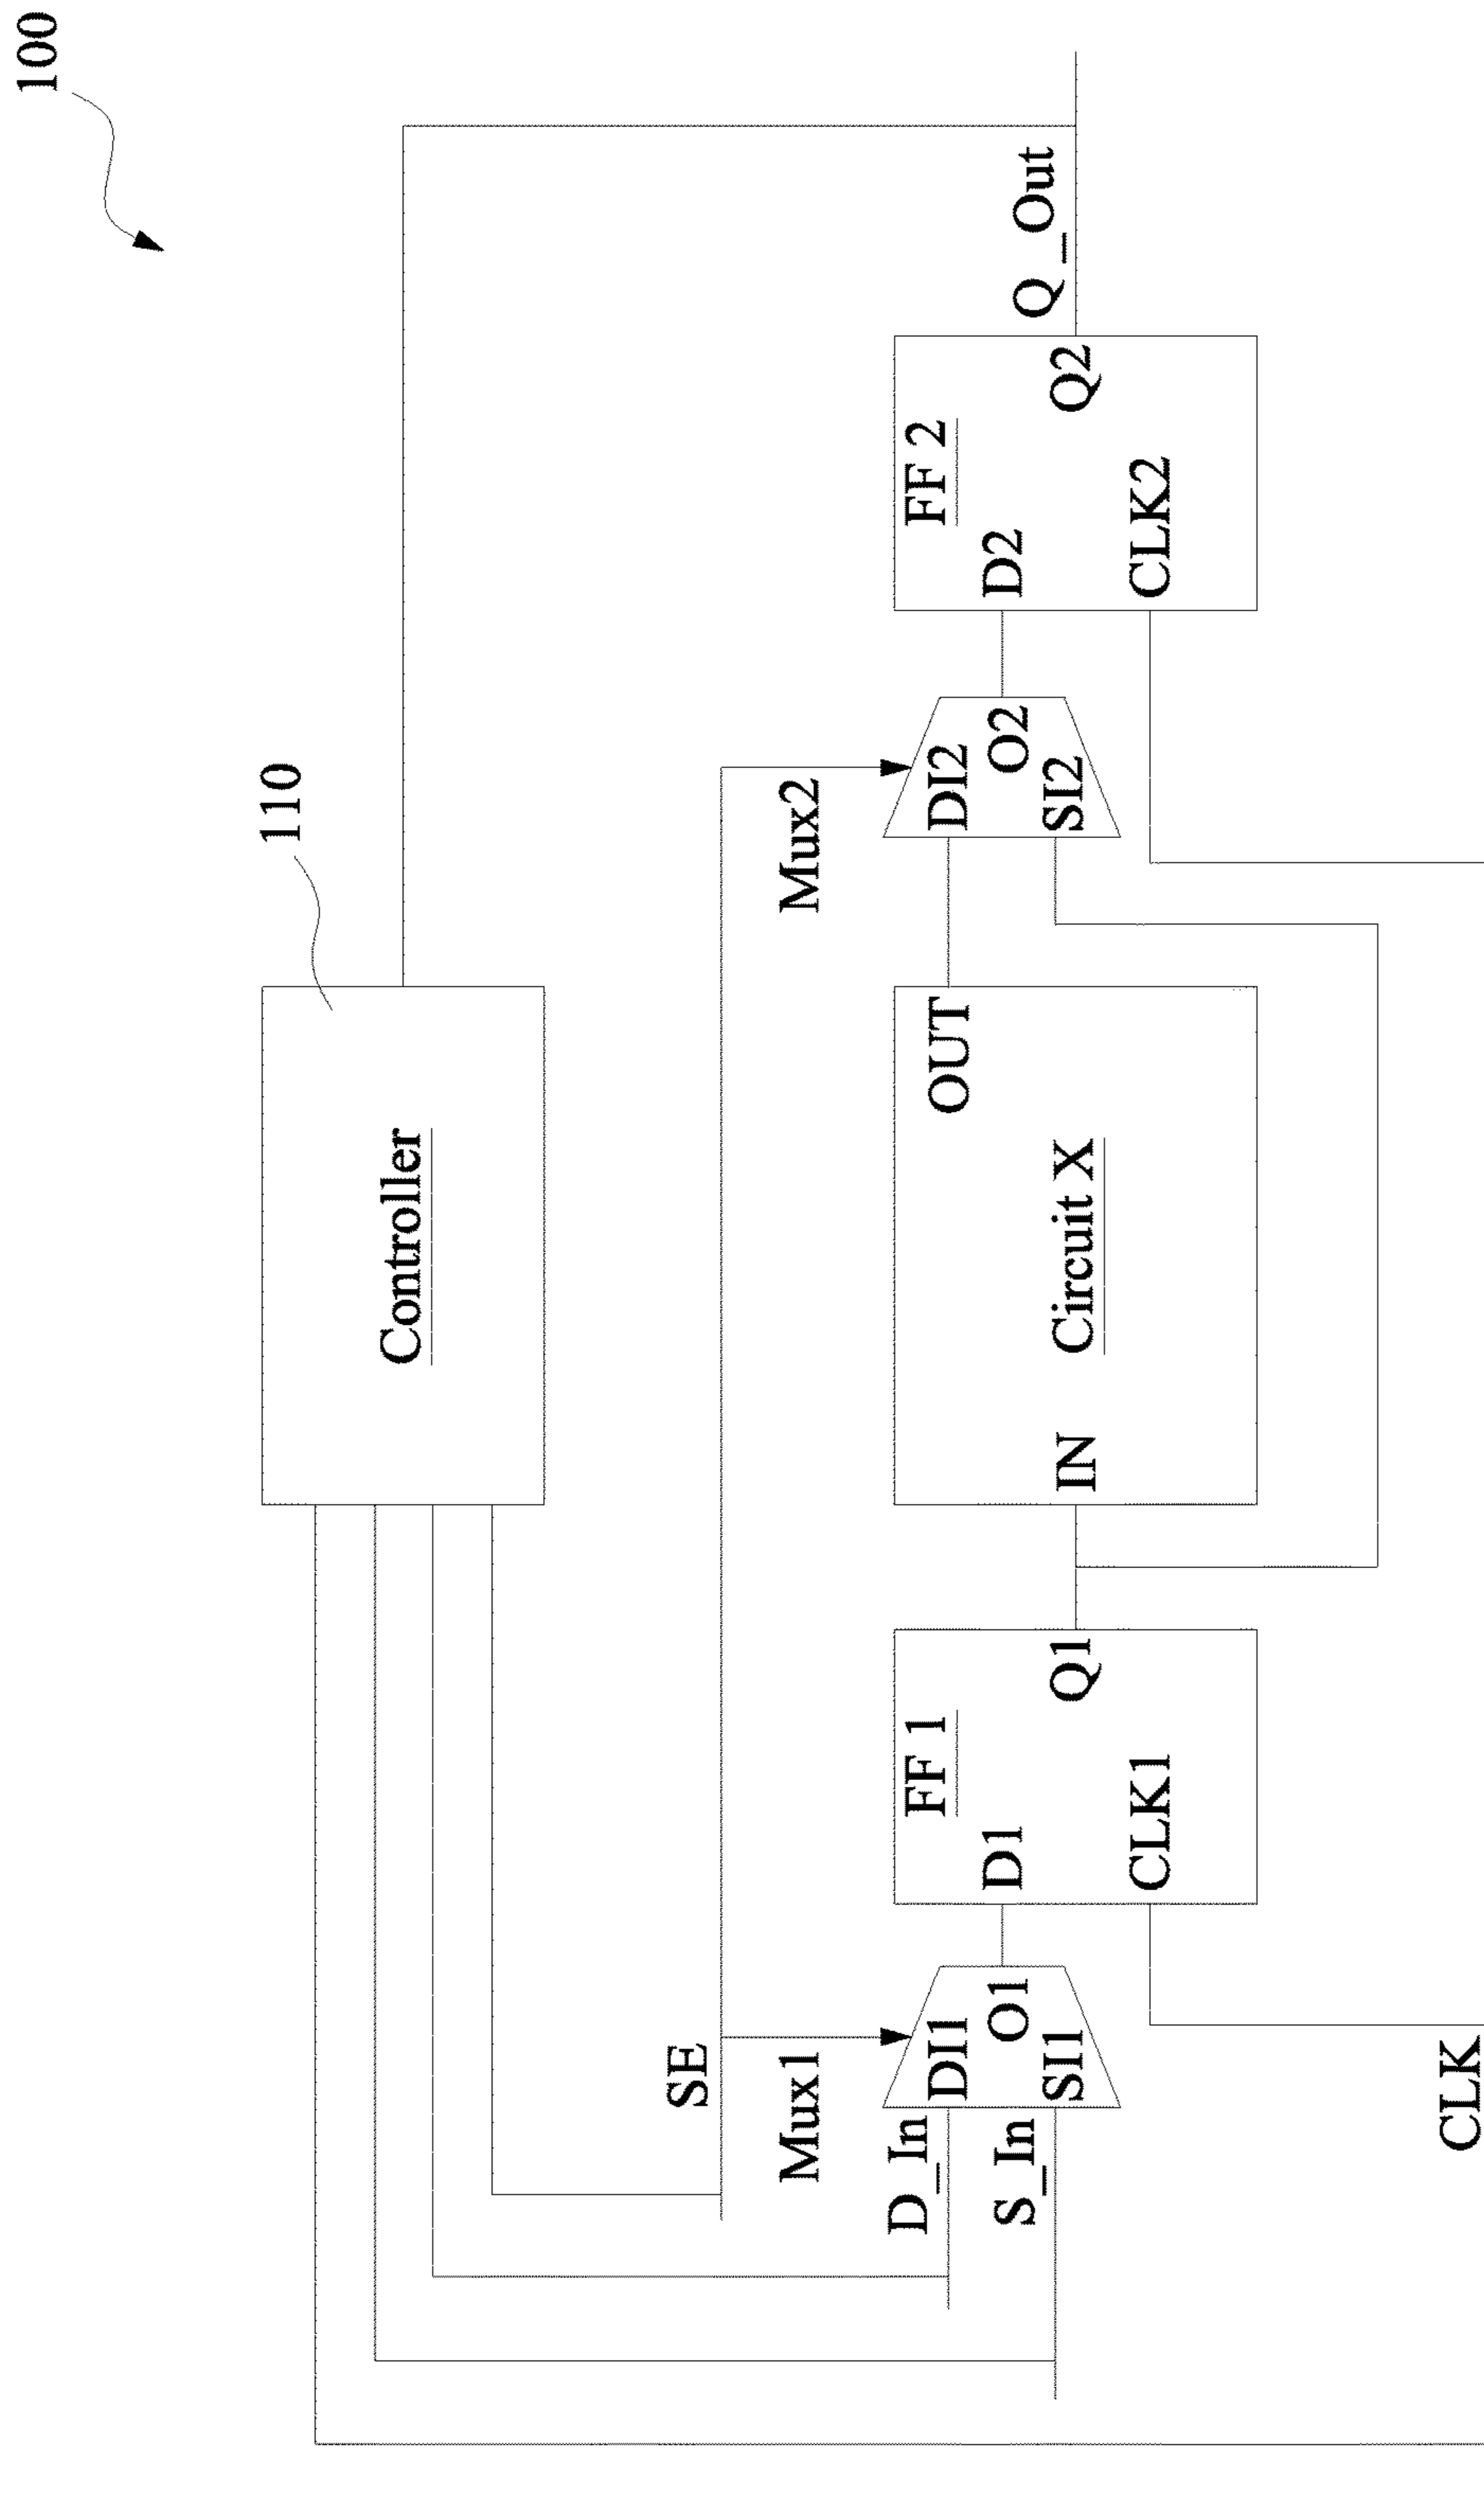 100
110
Controller
SE
Mux1
Mux2
D_In
S_In
DI1
O1
SI1
FF 1
D1
Q1
CLK1
IN
OUT
Circuit X
DI2
O2
SI2
FF 2
D2
Q2
CLK2
Q_Out
CLK